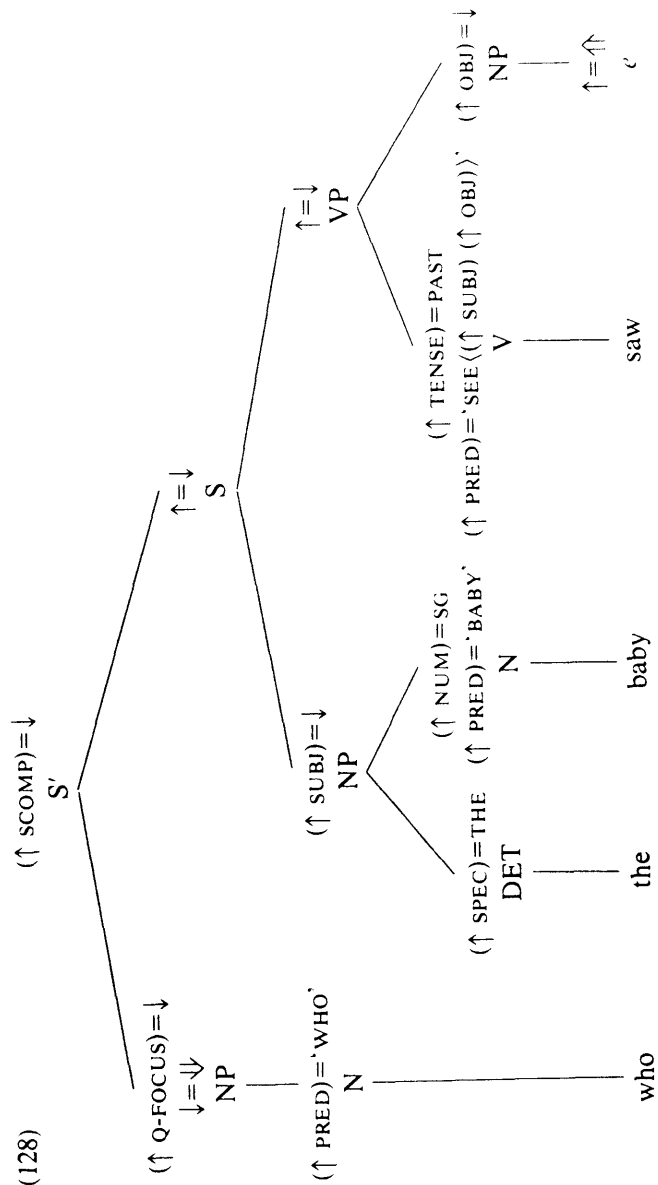 (128)
(↑ SCOMP)=↓
S′
(↑ Q-FOCUS)=↓
↓=⇓
NP
(↑ PRED)=‘WHO’
N
who
↑=↓
S
(↑ SUBJ)=↓
NP
(↑ SPEC)=THE
DET
the
(↑ NUM)=SG
(↑ PRED)=‘BABY’
N
baby
↑=↓
VP
(↑ TENSE)=PAST
(↑ PRED)=‘SEE⟨(↑ SUBJ) (↑ OBJ)⟩’
V
saw
(↑ OBJ)=↓
NP
↑=⇑
e